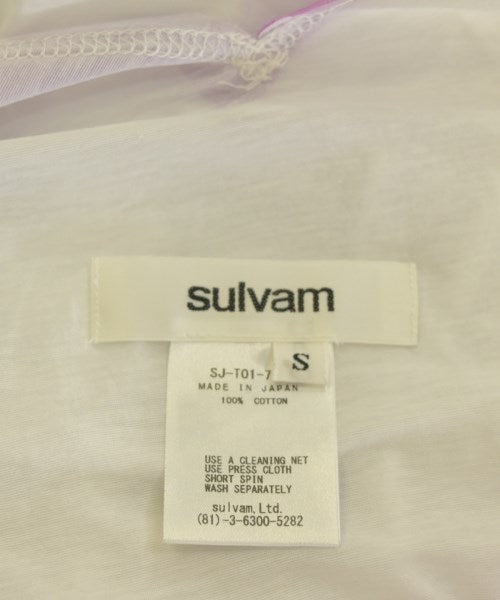 sulvam
S
SJ-T01-7
MADE IN JAPAN
100% COTTON
USE A CLEANING NET
USE PRESS CLOTH
SHORT SPIN
WASH SEPARATELY
sulvam, Ltd.
(81)-3-6300-5282